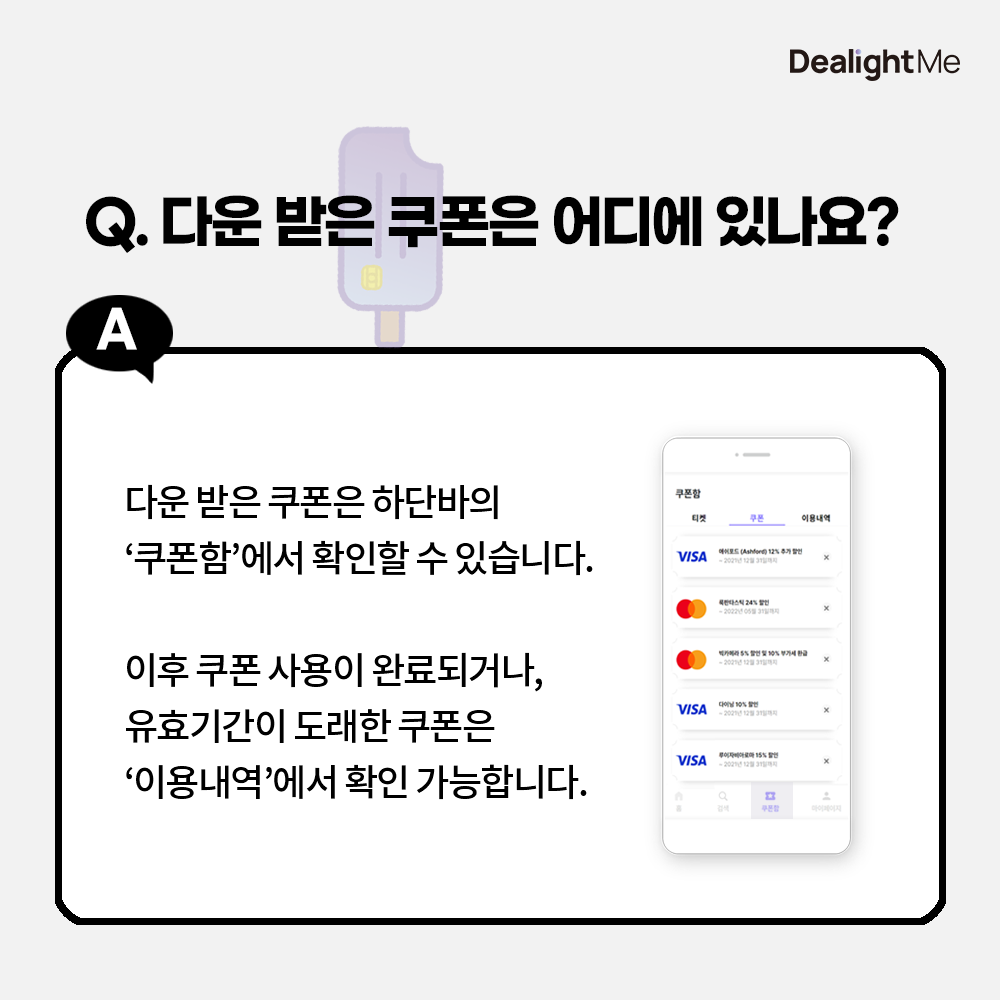 DealightMe
Q. 다운 받은 쿠폰은 어디에 있나요?
A
다운 받은 쿠폰은 하단바의
‘쿠폰함’에서 확인할 수 있습니다.
이후 쿠폰 사용이 완료되거나,
유효기간이 도래한 쿠폰은
‘이용내역’에서 확인 가능합니다.
쿠폰함
티켓 쿠폰 이용내역
VISA
에이포드 (Ashford) 12% 추가 할인
~ 2021년 12월 31일까지
×
록판타스틱 24% 할인
~ 2022년 05월 31일까지
×
빅카메라 5% 할인 및 10% 부가세 환급
~ 2021년 12월 31일까지
×
VISA
다이닝 10% 할인
~ 2021년 12월 31일까지
×
VISA
루이자비아로마 15% 할인
~ 2021년 12월 31일까지
×
홈 검색 쿠폰함 마이페이지